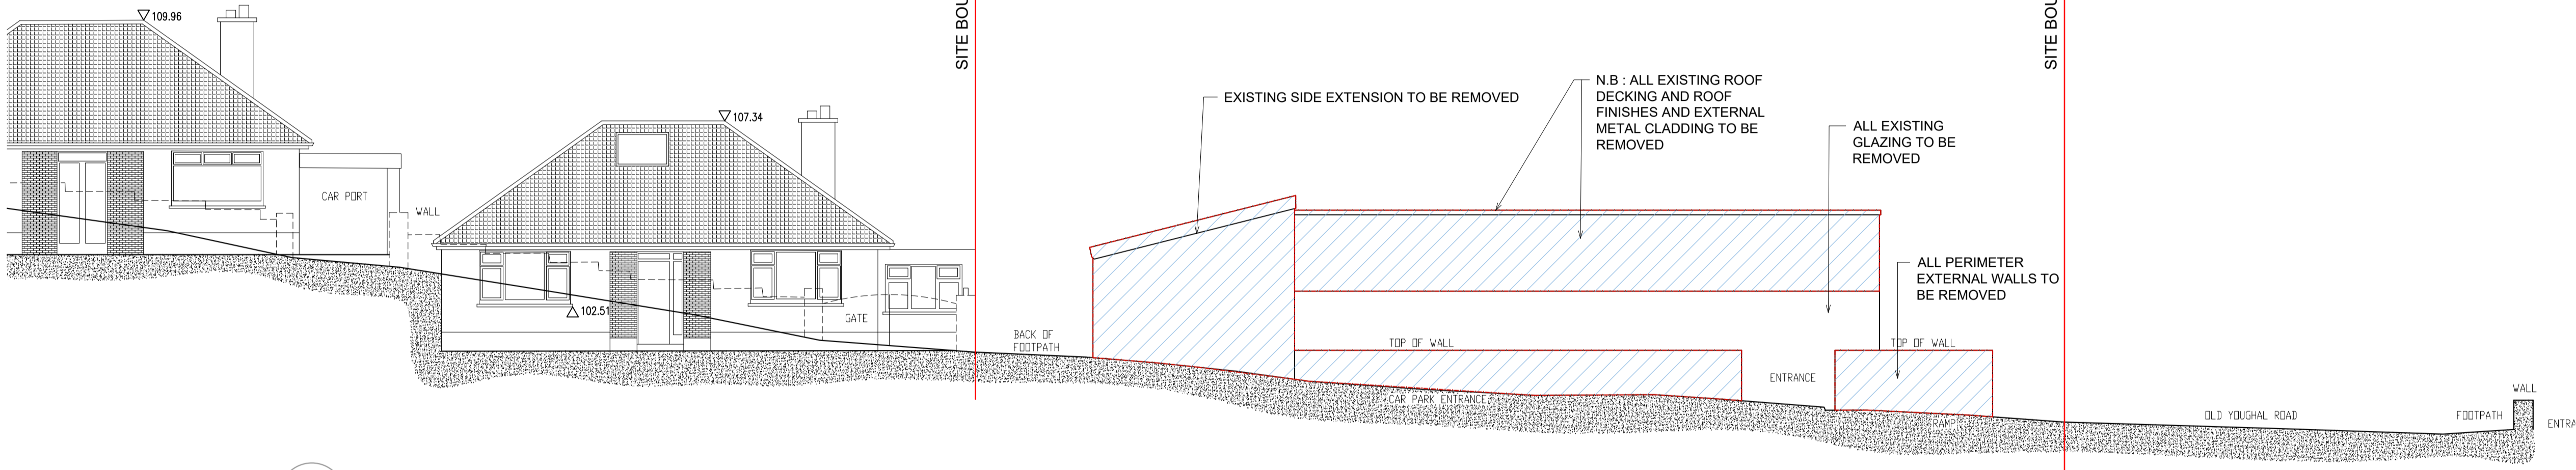 109.96
SITE BOU
SITE BOU
107.34
EXISTING SIDE EXTENSION TO BE REMOVED
N.B : ALL EXISTING ROOF
DECKING AND ROOF
FINISHES AND EXTERNAL
METAL CLADDING TO BE
REMOVED
ALL EXISTING
GLAZING TO BE
REMOVED
CAR PORT
WALL
ALL PERIMETER
EXTERNAL WALLS TO
BE REMOVED
102.51
GATE
BACK OF
FOOTPATH
TOP OF WALL
TOP OF WALL
ENTRANCE
CAR PARK ENTRANCE
RAMP
OLD YOUGHAL ROAD
FOOTPATH
WALL
ENTRA